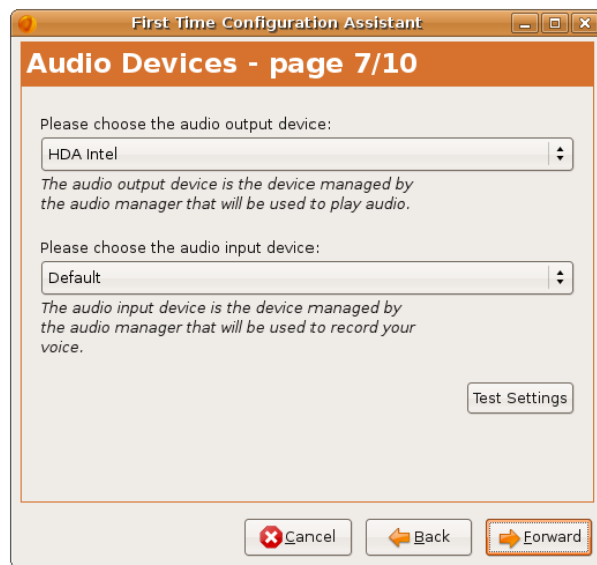 First Time Configuration Assistant
Audio Devices - page 7/10
Please choose the audio output device:
HDA Intel
The audio output device is the device managed by
the audio manager that will be used to play audio.
Please choose the audio input device:
Default
The audio input device is the device managed by
the audio manager that will be used to record your
voice.
Test Settings
Cancel Back Forward